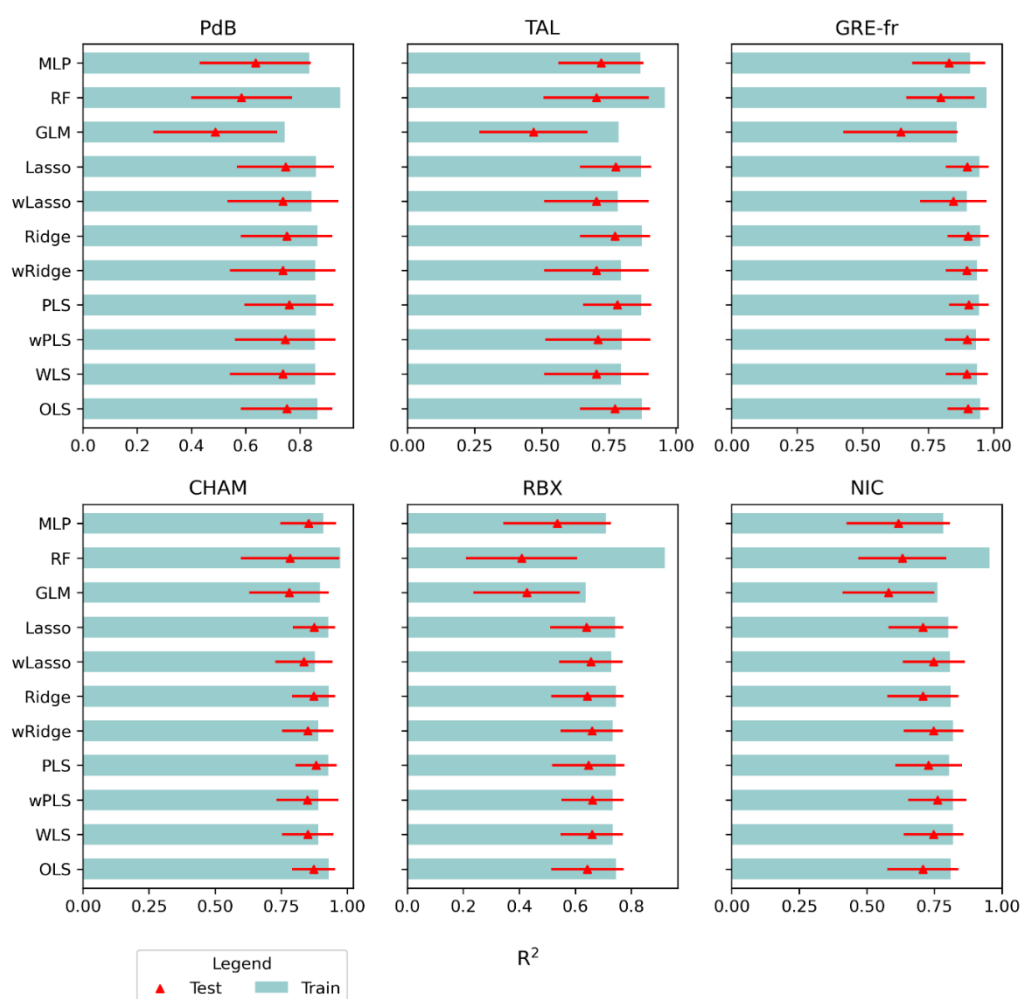 PdB TAL GRE-fr
MLP
RF
GLM
Lasso
wLasso
Ridge
wRidge
PLS
wPLS
WLS
OLS
0.0 0.2 0.4 0.6 0.8 0.00 0.25 0.50 0.75 1.00 0.00 0.25 0.50 0.75 1.00
CHAM RBX NIC
MLP
RF
GLM
Lasso
wLasso
Ridge
wRidge
PLS
wPLS
WLS
OLS
0.00 0.25 0.50 0.75 1.00 0.0 0.2 0.4 0.6 0.8 0.00 0.25 0.50 0.75 1.00
R²
Legend
Test Train